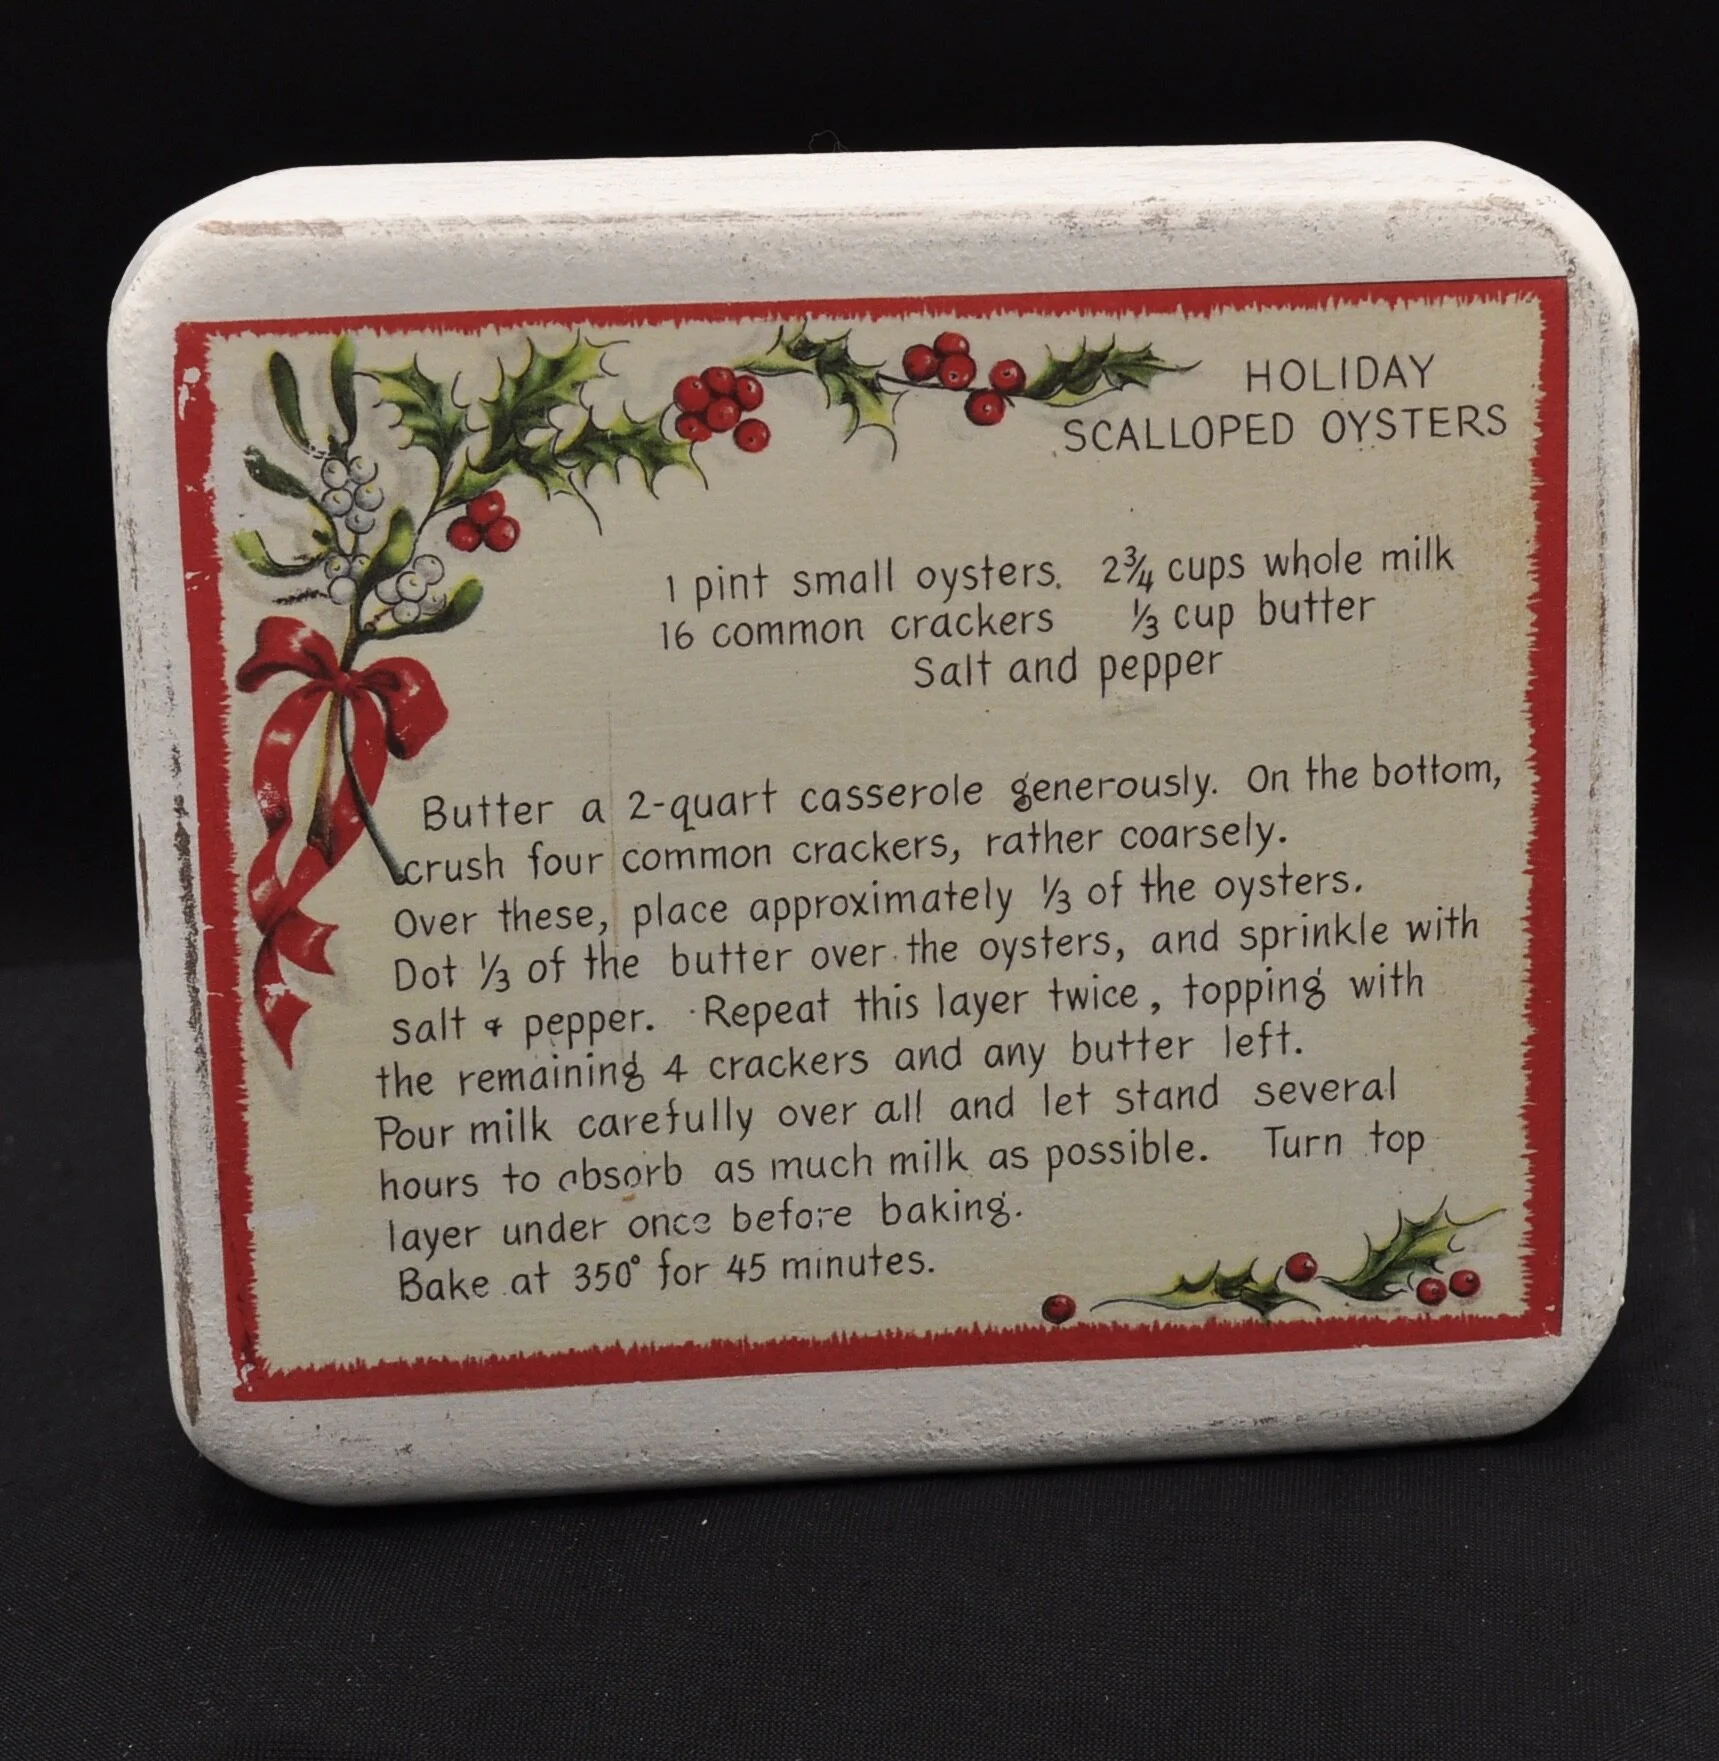 HOLIDAY
SCALLOPED OYSTERS
1 pint small oysters. 2¾ cups whole milk
16 common crackers ⅓ cup butter
Salt and pepper
Butter a 2-quart casserole generously. On the bottom,
crush four common crackers, rather coarsely.
Over these, place approximately ⅓ of the oysters.
Dot ⅓ of the butter over the oysters, and sprinkle with
salt & pepper. Repeat this layer twice, topping with
the remaining 4 crackers and any butter left.
Pour milk carefully over all and let stand several
hours to absorb as much milk as possible. Turn top
layer under once before baking.
Bake at 350° for 45 minutes.